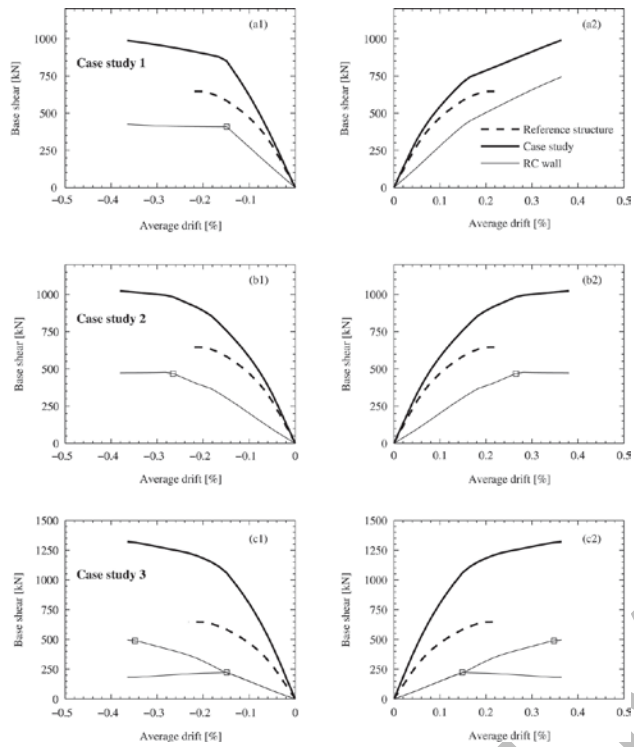 (a1)
Case study 1
Base shear [kN]
1000
750
500
250
0
-0.5
-0.4
-0.3
-0.2
-0.1
0
Average drift [%]
(a2)
Base shear [kN]
1000
750
500
250
0
Reference structure
Case study
RC wall
0
0.1
0.2
0.3
0.4
0.5
Average drift [%]
(b1)
Case study 2
Base shear [kN]
1000
750
500
250
0
-0.5
-0.4
-0.3
-0.2
-0.1
0
Average drift [%]
(b2)
Base shear [kN]
1000
750
500
250
0
0
0.1
0.2
0.3
0.4
0.5
Average drift [%]
(c1)
Case study 3
Base shear [kN]
1500
1250
1000
750
500
250
0
-0.5
-0.4
-0.3
-0.2
-0.1
0
Average drift [%]
(c2)
Base shear [kN]
1500
1250
1000
750
500
250
0
0
0.1
0.2
0.3
0.4
0.5
Average drift [%]